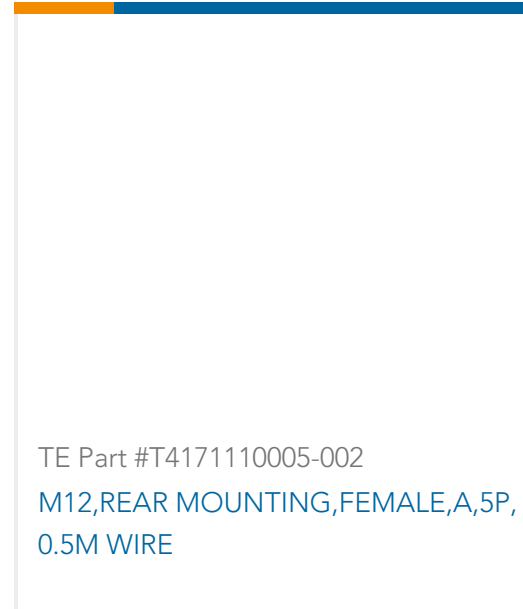 TE Part #T4171110005-002
M12,REAR MOUNTING,FEMALE,A,5P,
0.5M WIRE